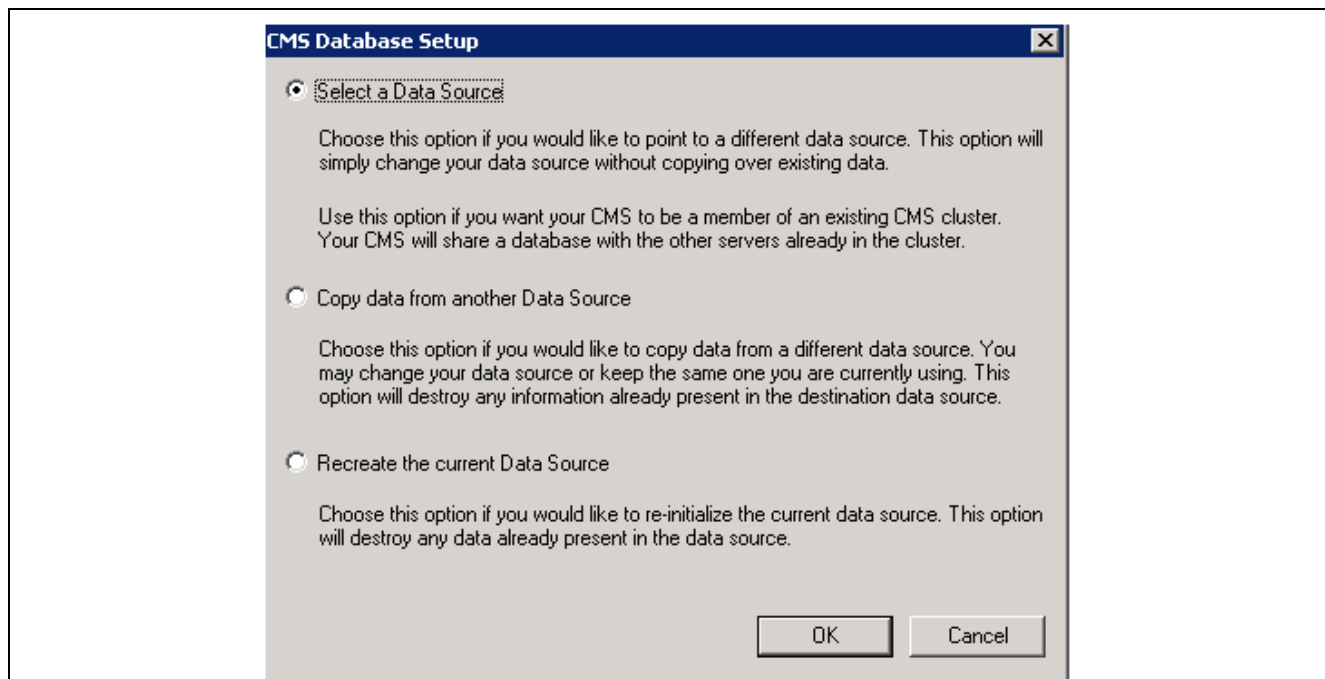 CMS Database Setup
Select a Data Source
Choose this option if you would like to point to a different data source. This option will
simply change your data source without copying over existing data.
Use this option if you want your CMS to be a member of an existing CMS cluster.
Your CMS will share a database with the other servers already in the cluster.
Copy data from another Data Source
Choose this option if you would like to copy data from a different data source. You
may change your data source or keep the same one you are currently using. This
option will destroy any information already present in the destination data source.
Recreate the current Data Source
Choose this option if you would like to re-initialize the current data source. This option
will destroy any data already present in the data source.
OK
Cancel